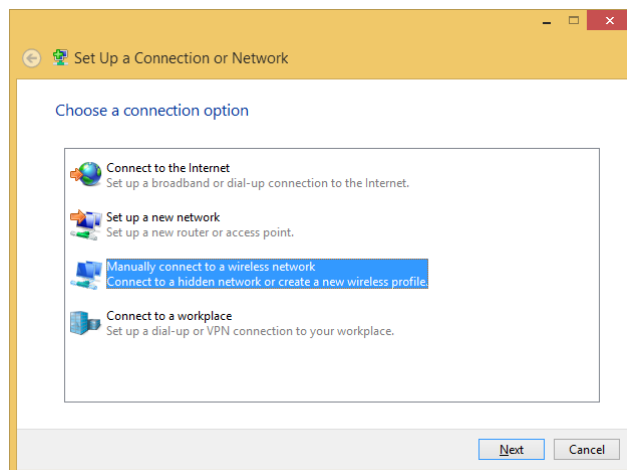 Set Up a Connection or Network
Choose a connection option
Connect to the Internet
Set up a broadband or dial-up connection to the Internet.
Set up a new network
Set up a new router or access point.
Manually connect to a wireless network
Connect to a hidden network or create a new wireless profile.
Connect to a workplace
Set up a dial-up or VPN connection to your workplace.
Next Cancel